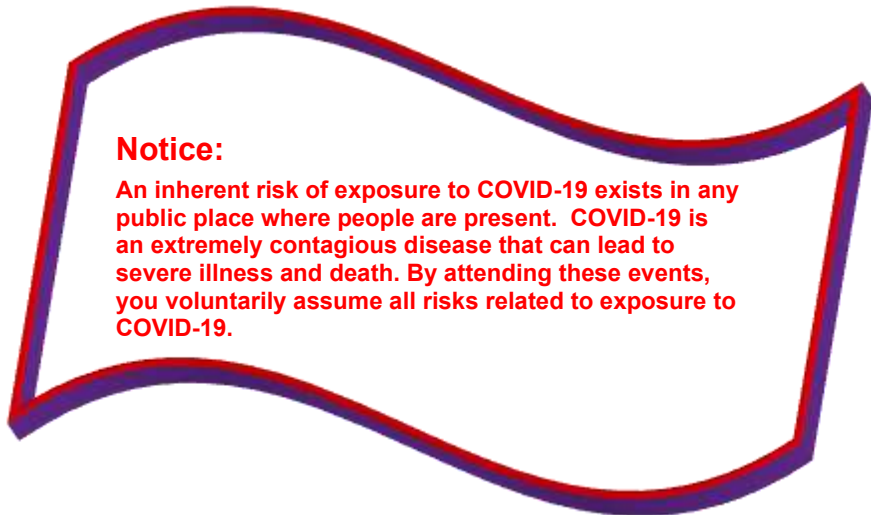 Notice:
An inherent risk of exposure to COVID-19 exists in any
public place where people are present.  COVID-19 is
an extremely contagious disease that can lead to
severe illness and death. By attending these events,
you voluntarily assume all risks related to exposure to
COVID-19.